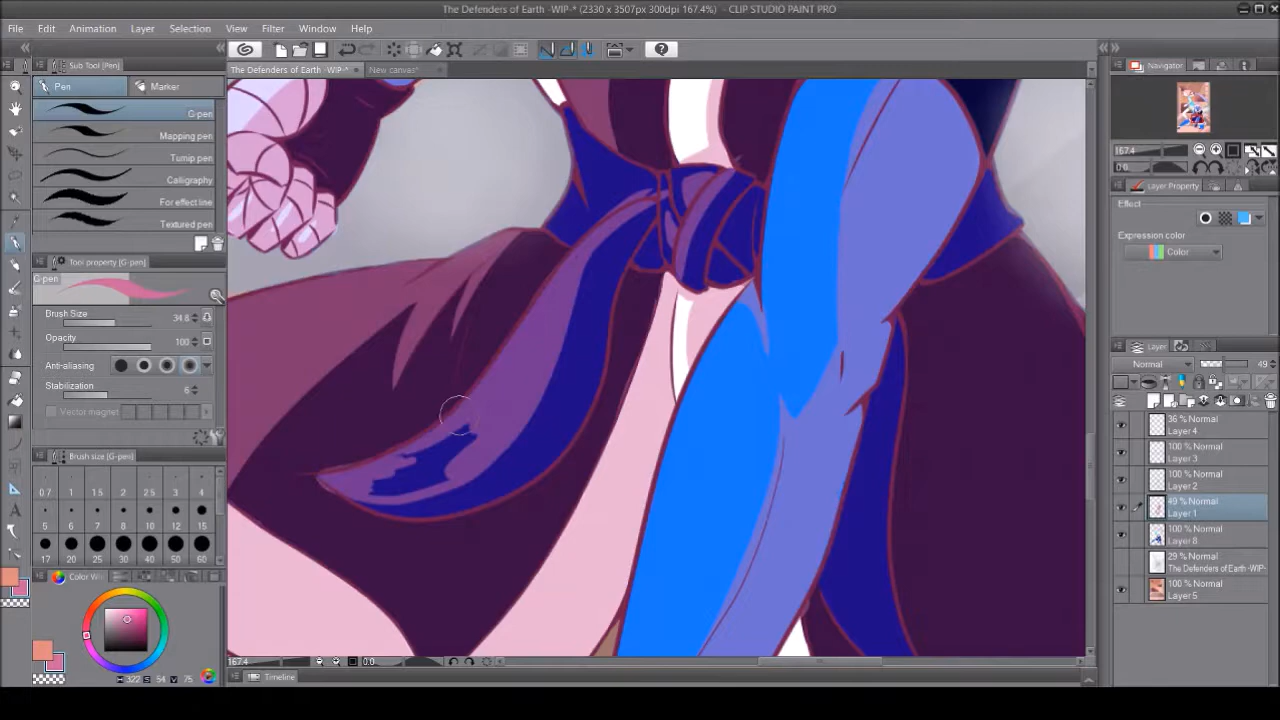 The Defenders of Earth -WIP-* (2330 x 3507px 300dpi 167.4%) - CLIP STUDIO PAINT PRO
File Edit Animation Layer Selection View Filter Window Help
Sub Tool [Pen]
The Defenders of Earth -WIP-*
New canvas*
Navigator
Pen
Marker
G-pen
Mapping pen
Turnip pen
Calligraphy
For effect line
Textured pen
167.4
0.0
Layer Property
Effect
Expression color
Color
Tool property [G-pen]
G-pen
Brush Size 34.8
Opacity 100
Anti-aliasing
Stabilization 6
Vector magnet
Layer
Normal 49
36 % Normal
Layer 4
100 % Normal
Layer 3
100 % Normal
Layer 2
49 % Normal
Layer 1
100 % Normal
Layer 8
29 % Normal
The Defenders of Earth -WIP-
100 % Normal
Layer 5
Brush size [G-pen]
0.7 1 1.5 2 2.5 3 4
5 6 7 8 10 12 15
17 20 25 30 40 50 60
Color W
322 S 54 V 75
167.4 0.0
Timeline